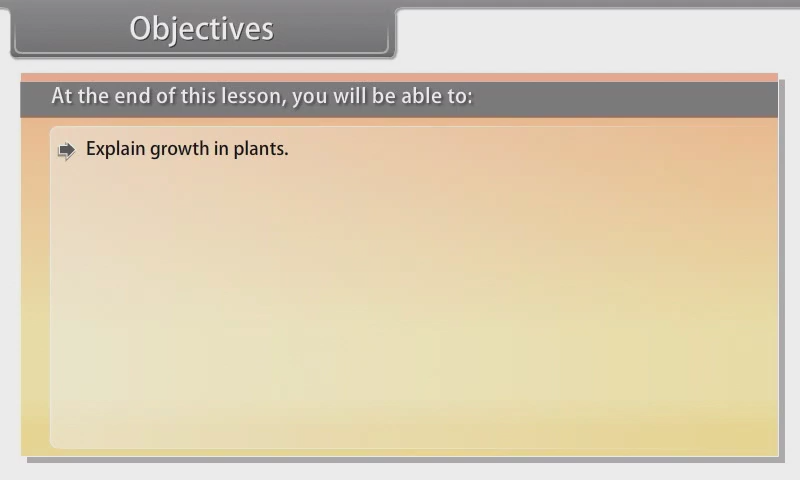 Objectives
At the end of this lesson, you will be able to:
Explain growth in plants.